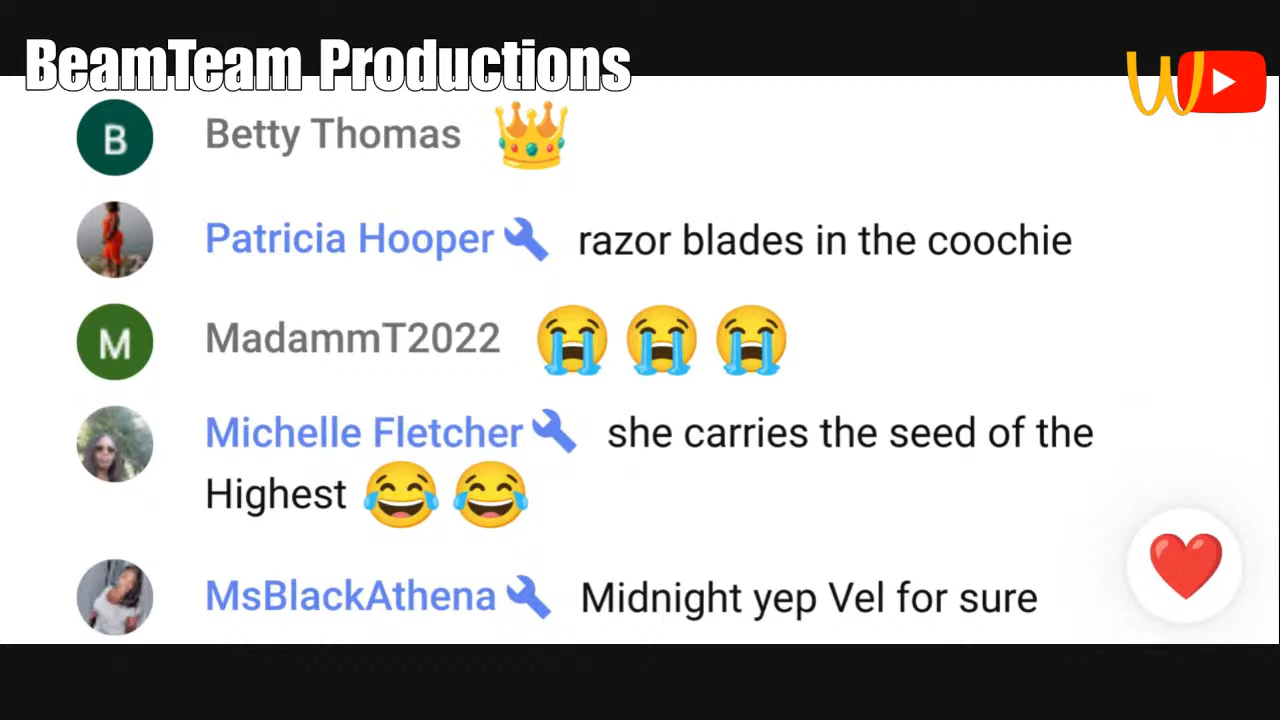 BeamTeam Productions
W
B Betty Thomas 👑
Patricia Hooper razor blades in the coochie
M MadammT2022 😭 😭 😭
Michelle Fletcher she carries the seed of the
Highest 😂 😂
MsBlackAthena Midnight yep Vel for sure